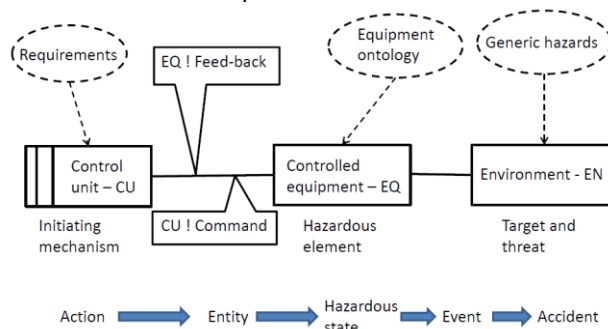 Requirements
Equipment
ontology
Generic hazards
EQ ! Feed-back
Control
unit – CU
Controlled
equipment – EQ
Environment - EN
Initiating
mechanism
CU ! Command
Hazardous
element
Target and
threat
Action
Entity
Hazardous
state
Event
Accident